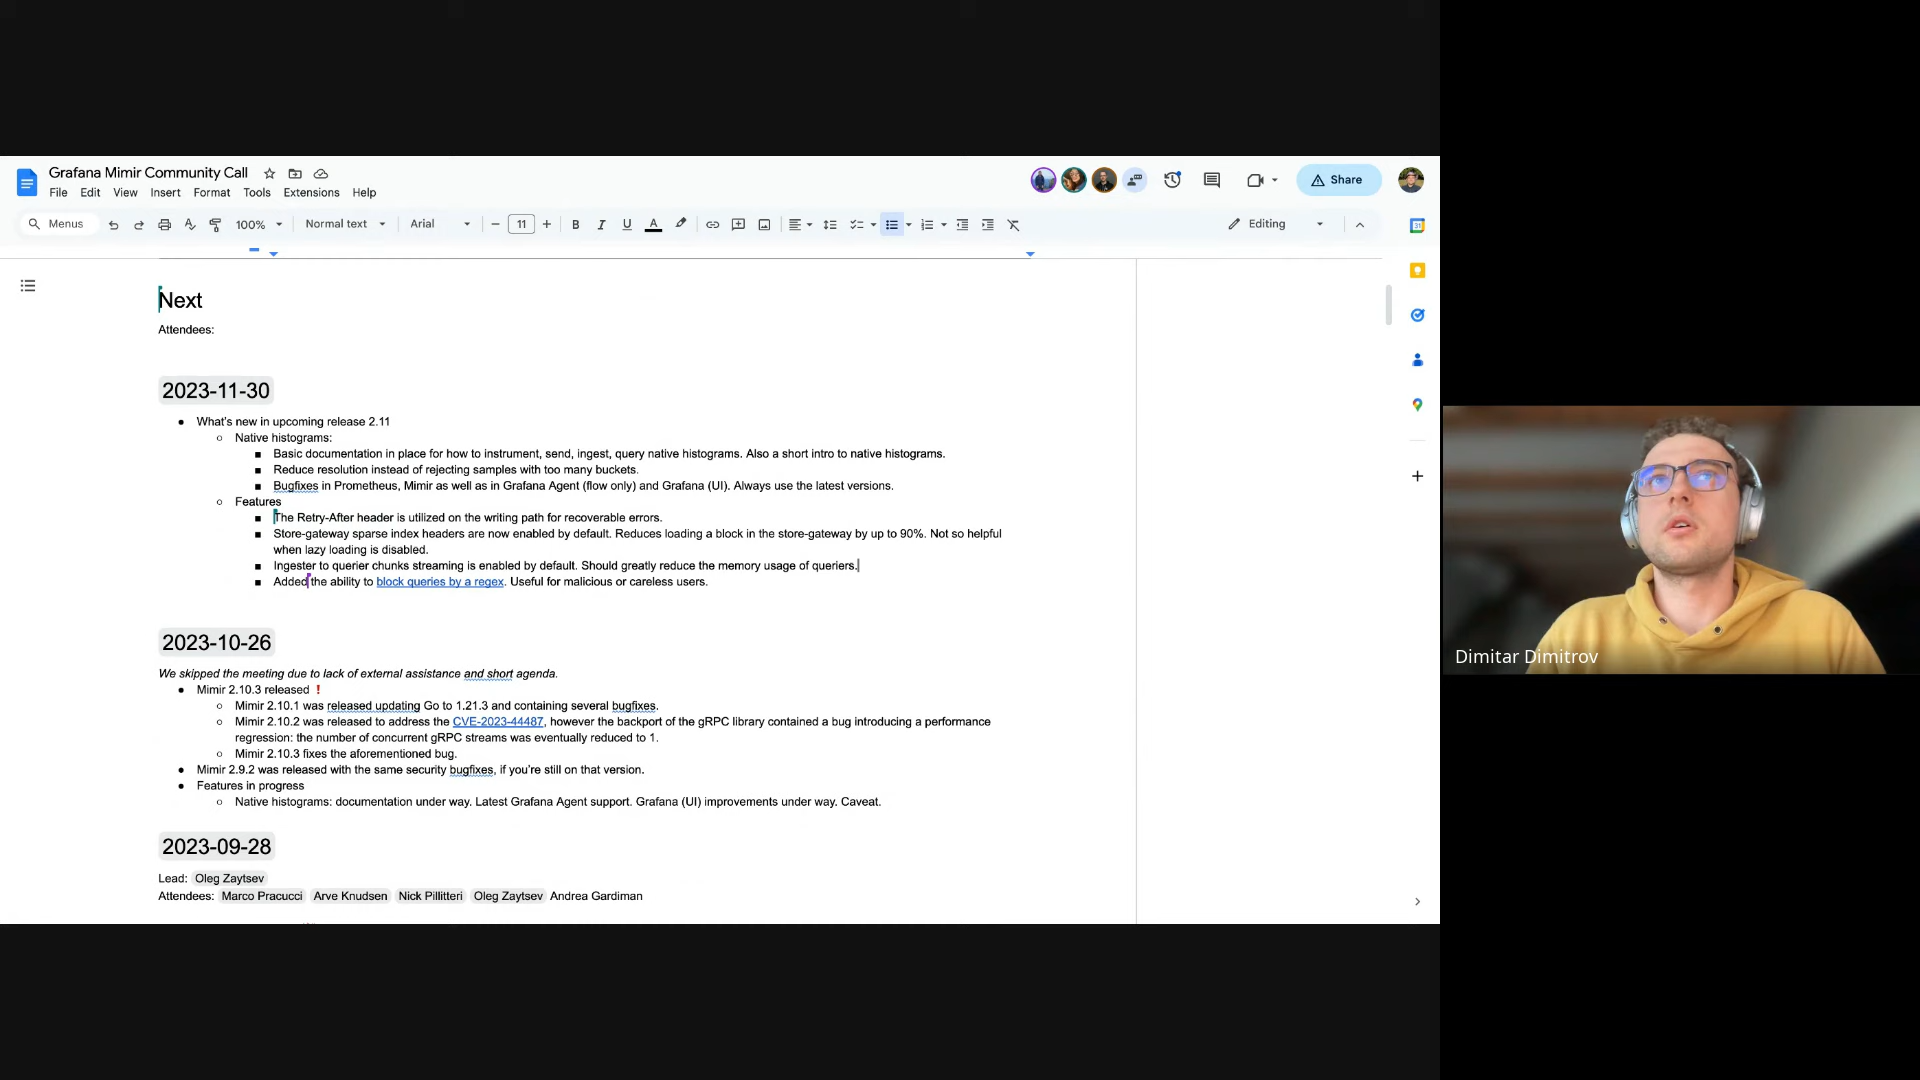 Grafana Mimir Community Call
File Edit View Insert Format Tools Extensions Help
Share
Menus 100% Normal text Arial 11 Editing
31
Next
Attendees:
2023-11-30
What's new in upcoming release 2.11
Native histograms:
Basic documentation in place for how to instrument, send, ingest, query native histograms. Also a short intro to native histograms.
Reduce resolution instead of rejecting samples with too many buckets.
Bugfixes in Prometheus, Mimir as well as in Grafana Agent (flow only) and Grafana (UI). Always use the latest versions.
Features
The Retry-After header is utilized on the writing path for recoverable errors.
Store-gateway sparse index headers are now enabled by default. Reduces loading a block in the store-gateway by up to 90%. Not so helpful
when lazy loading is disabled.
Ingester to querier chunks streaming is enabled by default. Should greatly reduce the memory usage of queriers.
Added the ability to block queries by a regex. Useful for malicious or careless users.
2023-10-26
We skipped the meeting due to lack of external assistance and short agenda.
Mimir 2.10.3 released ❗
Mimir 2.10.1 was released updating Go to 1.21.3 and containing several bugfixes.
Mimir 2.10.2 was released to address the CVE-2023-44487, however the backport of the gRPC library contained a bug introducing a performance
regression: the number of concurrent gRPC streams was eventually reduced to 1.
Mimir 2.10.3 fixes the aforementioned bug.
Mimir 2.9.2 was released with the same security bugfixes, if you're still on that version.
Features in progress
Native histograms: documentation under way. Latest Grafana Agent support. Grafana (UI) improvements under way. Caveat.
2023-09-28
Lead: Oleg Zaytsev
Attendees: Marco Pracucci Arve Knudsen Nick Pillitteri Oleg Zaytsev Andrea Gardiman
Dimitar Dimitrov